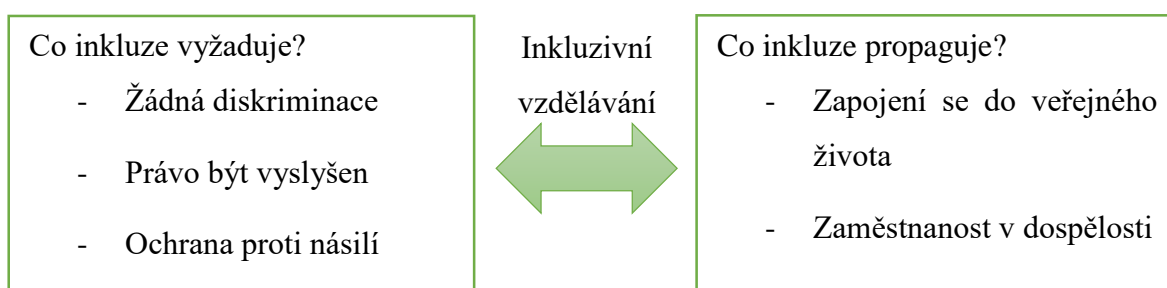 Co inkluze vyžaduje?
- Žádná diskriminace
- Právo být vyslyšen
- Ochrana proti násilí
Inkluzivní
vzdělávání
Co inkluze propaguje?
- Zapojení se do veřejného
života
- Zaměstnanost v dospělosti